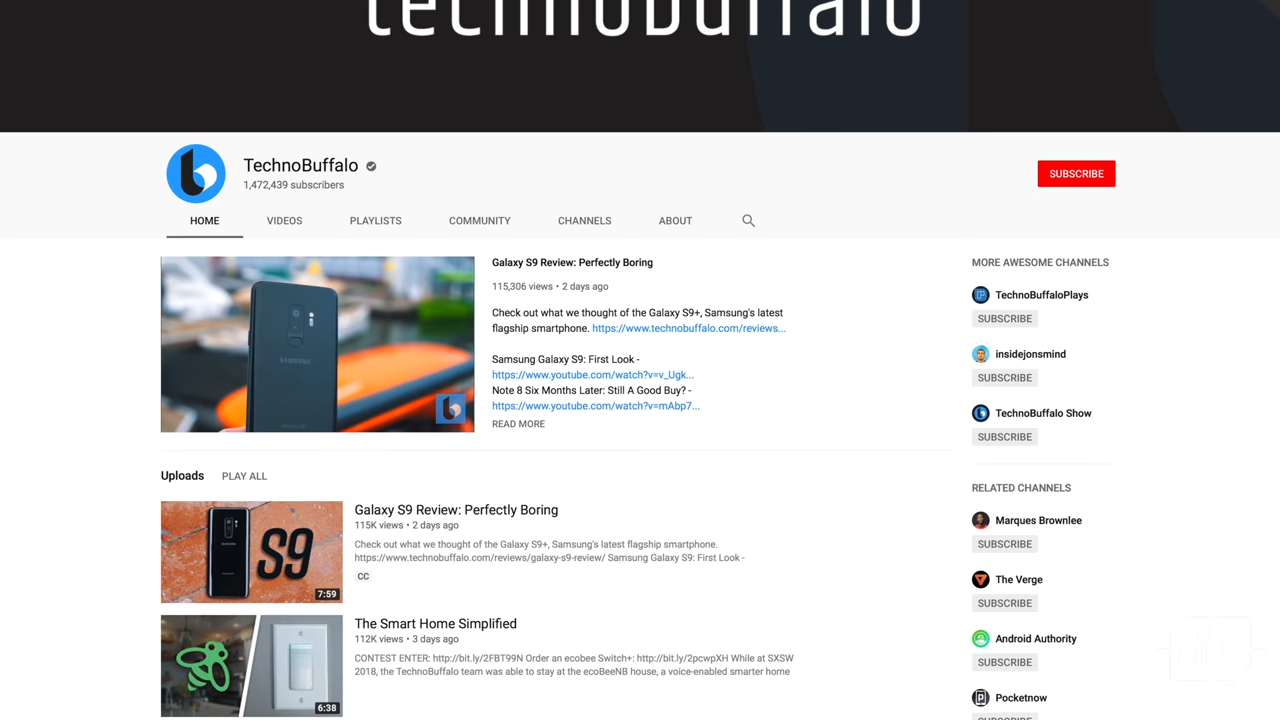 technobuffalo
TechnoBuffalo
1,472,439 subscribers
SUBSCRIBE
HOME
VIDEOS
PLAYLISTS
COMMUNITY
CHANNELS
ABOUT
Galaxy S9 Review: Perfectly Boring
115,306 views • 2 days ago
Check out what we thought of the Galaxy S9+, Samsung's latest
flagship smartphone. https://www.technobuffalo.com/reviews...
Samsung Galaxy S9: First Look -
https://www.youtube.com/watch?v=v_Ugk...
Note 8 Six Months Later: Still A Good Buy? -
https://www.youtube.com/watch?v=mAbp7...
READ MORE
SAMSUNG
Uploads
PLAY ALL
S9
7:59
Galaxy S9 Review: Perfectly Boring
115K views • 2 days ago
Check out what we thought of the Galaxy S9+, Samsung's latest flagship smartphone.
https://www.technobuffalo.com/reviews/galaxy-s9-review/ Samsung Galaxy S9: First Look -
CC
6:38
The Smart Home Simplified
112K views • 3 days ago
CONTEST ENTER: http://bit.ly/2FBT99N Order an ecobee Switch+: http://bit.ly/2pcwpXH While at SXSW
2018, the TechnoBuffalo team was able to stay at the ecoBeeNB house, a voice-enabled smarter home
MORE AWESOME CHANNELS
TechnoBuffaloPlays
SUBSCRIBE
insidejonsmind
SUBSCRIBE
TechnoBuffalo Show
SUBSCRIBE
RELATED CHANNELS
Marques Brownlee
SUBSCRIBE
The Verge
SUBSCRIBE
Android Authority
SUBSCRIBE
Pocketnow
SUBSCRIBE